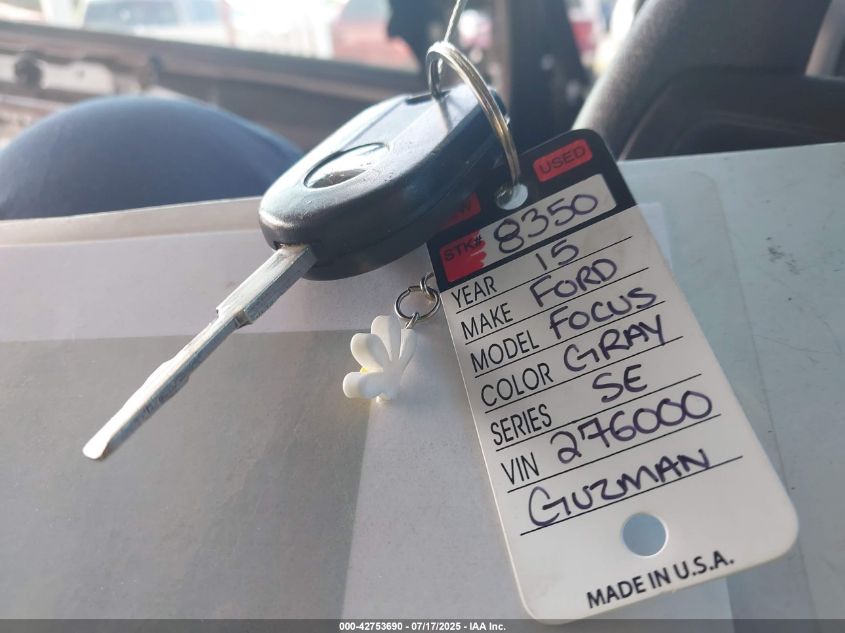 USED
STK# 8350
YEAR 15
MAKE FORD
MODEL FOCUS
COLOR GRAY
SERIES SE
VIN 276000
GUZMAN
MADE IN U.S.A.
000-42753690 - 07/17/2025 - IAA Inc.